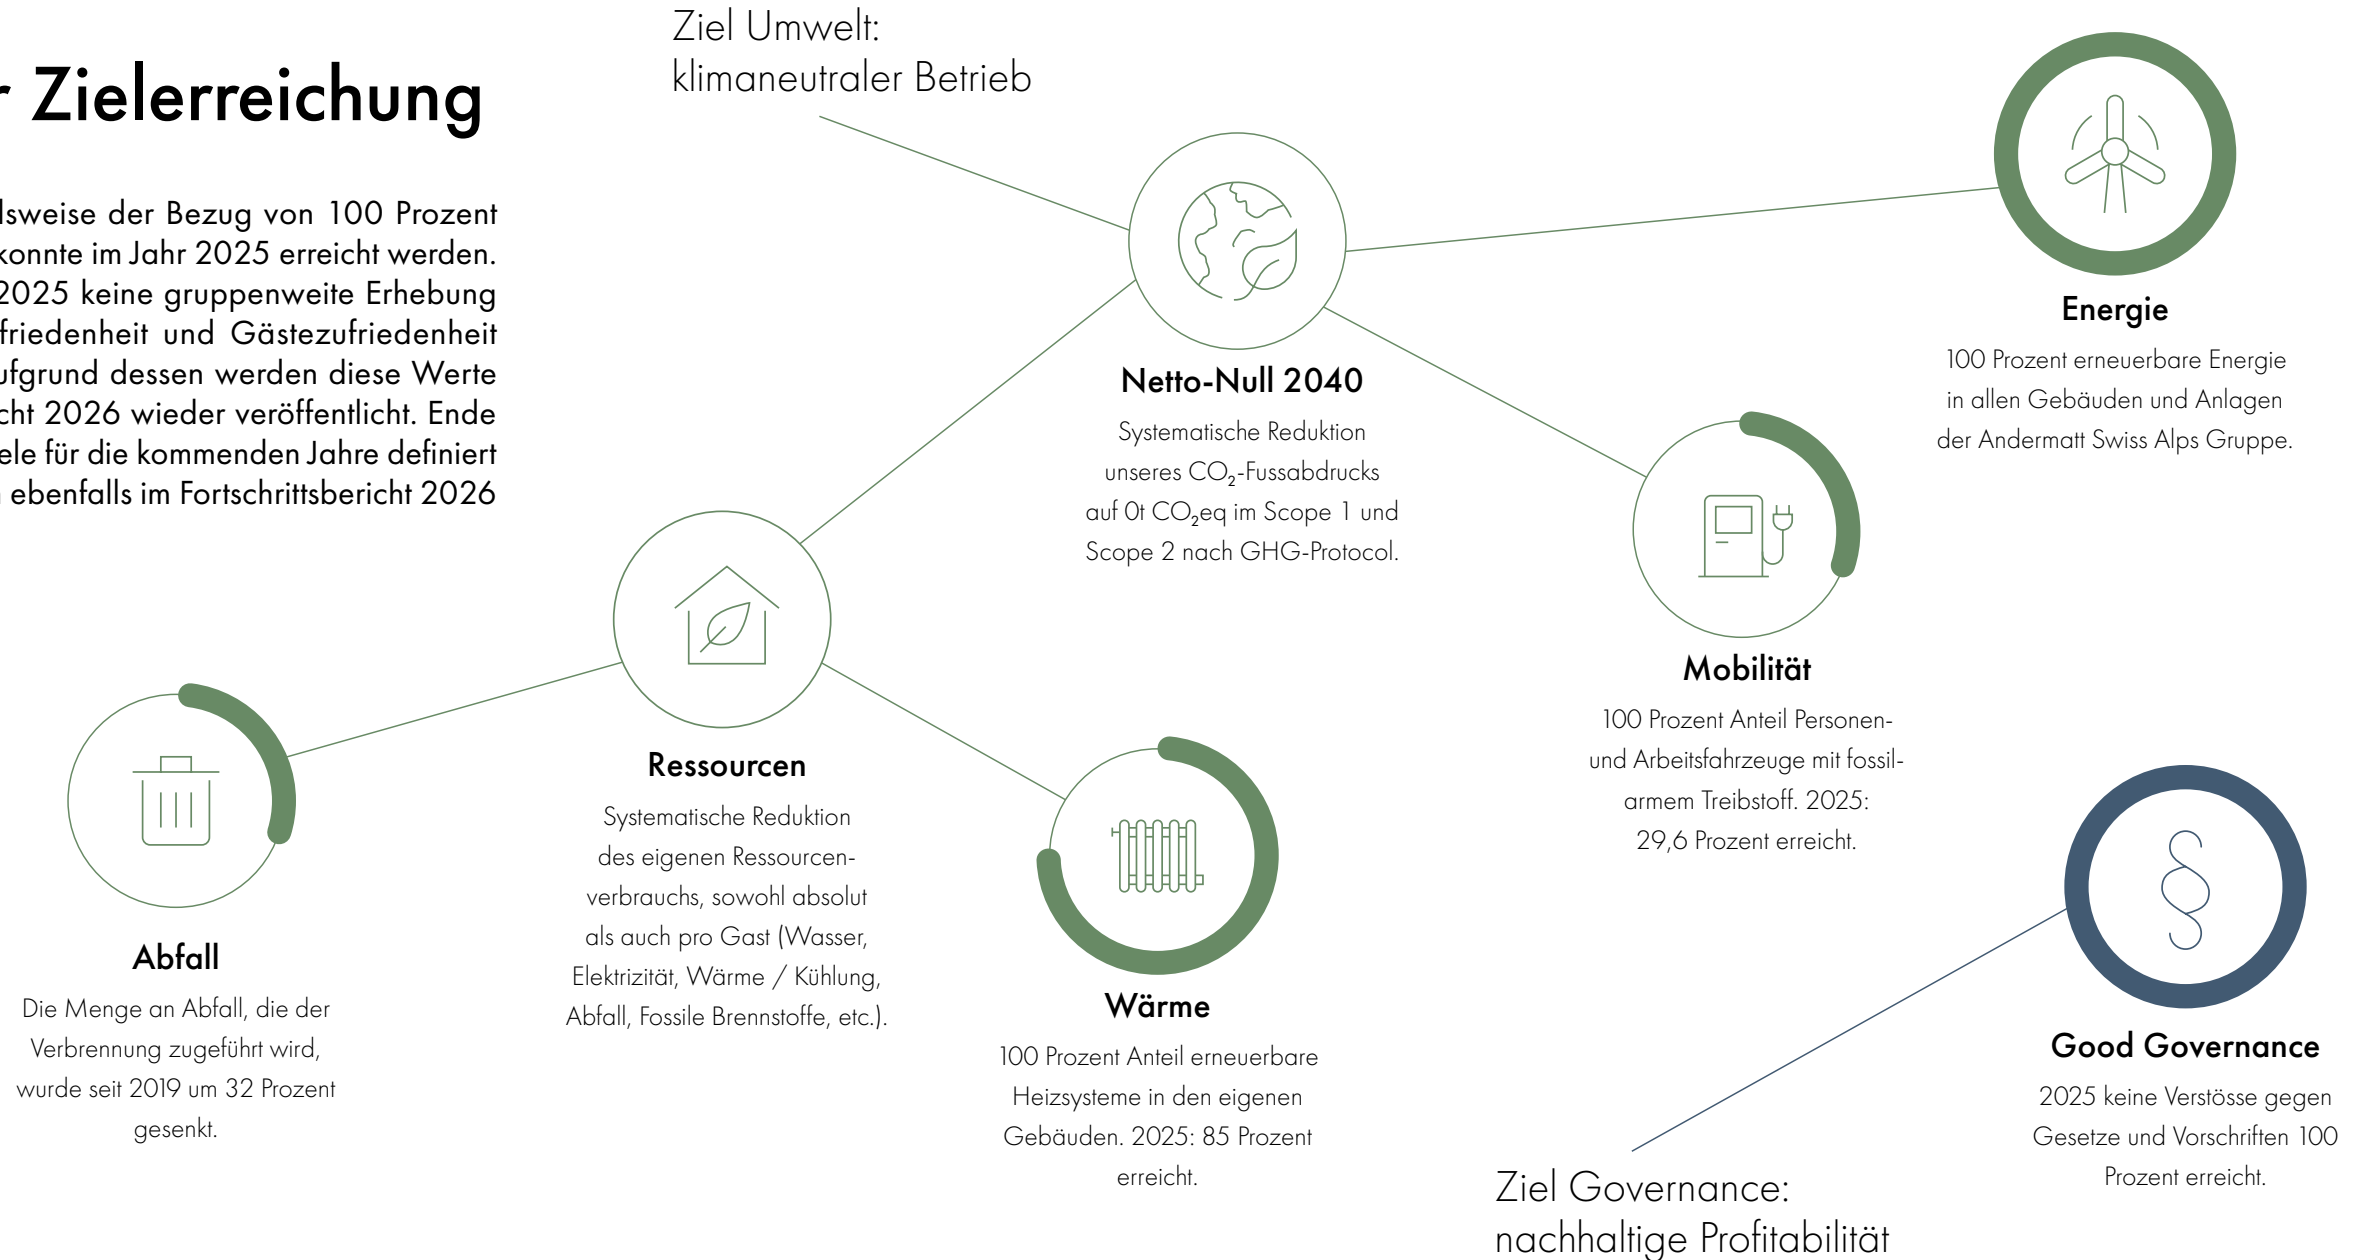 Zielerreichung
der Bezug von 100 Prozent
konnte im Jahr 2025 erreicht werden.
2025 keine gruppenweite Erhebung
und Gästezufriedenheit
dessen werden diese Werte
2026 wieder veröffentlicht. Ende
für die kommenden Jahre definiert
ebenfalls im Fortschrittsbericht 2026
Ziel Umwelt:
klimaneutraler Betrieb
Netto-Null 2040
Systematische Reduktion
unseres CO₂-Fussabdrucks
auf 0t CO₂eq im Scope 1 und
Scope 2 nach GHG-Protocol.
Energie
100 Prozent erneuerbare Energie
in allen Gebäuden und Anlagen
der Andermatt Swiss Alps Gruppe.
Mobilität
100 Prozent Anteil Personen-
und Arbeitsfahrzeuge mit fossil-
armem Treibstoff. 2025:
29,6 Prozent erreicht.
Ressourcen
Systematische Reduktion
des eigenen Ressourcen-
verbrauchs, sowohl absolut
als auch pro Gast (Wasser,
Elektrizität, Wärme / Kühlung,
Abfall, Fossile Brennstoffe, etc.).
Abfall
Die Menge an Abfall, die der
Verbrennung zugeführt wird,
wurde seit 2019 um 32 Prozent
gesenkt.
Wärme
100 Prozent Anteil erneuerbare
Heizsysteme in den eigenen
Gebäuden. 2025: 85 Prozent
erreicht.
Good Governance
2025 keine Verstösse gegen
Gesetze und Vorschriften 100
Prozent erreicht.
Ziel Governance:
nachhaltige Profitabilität